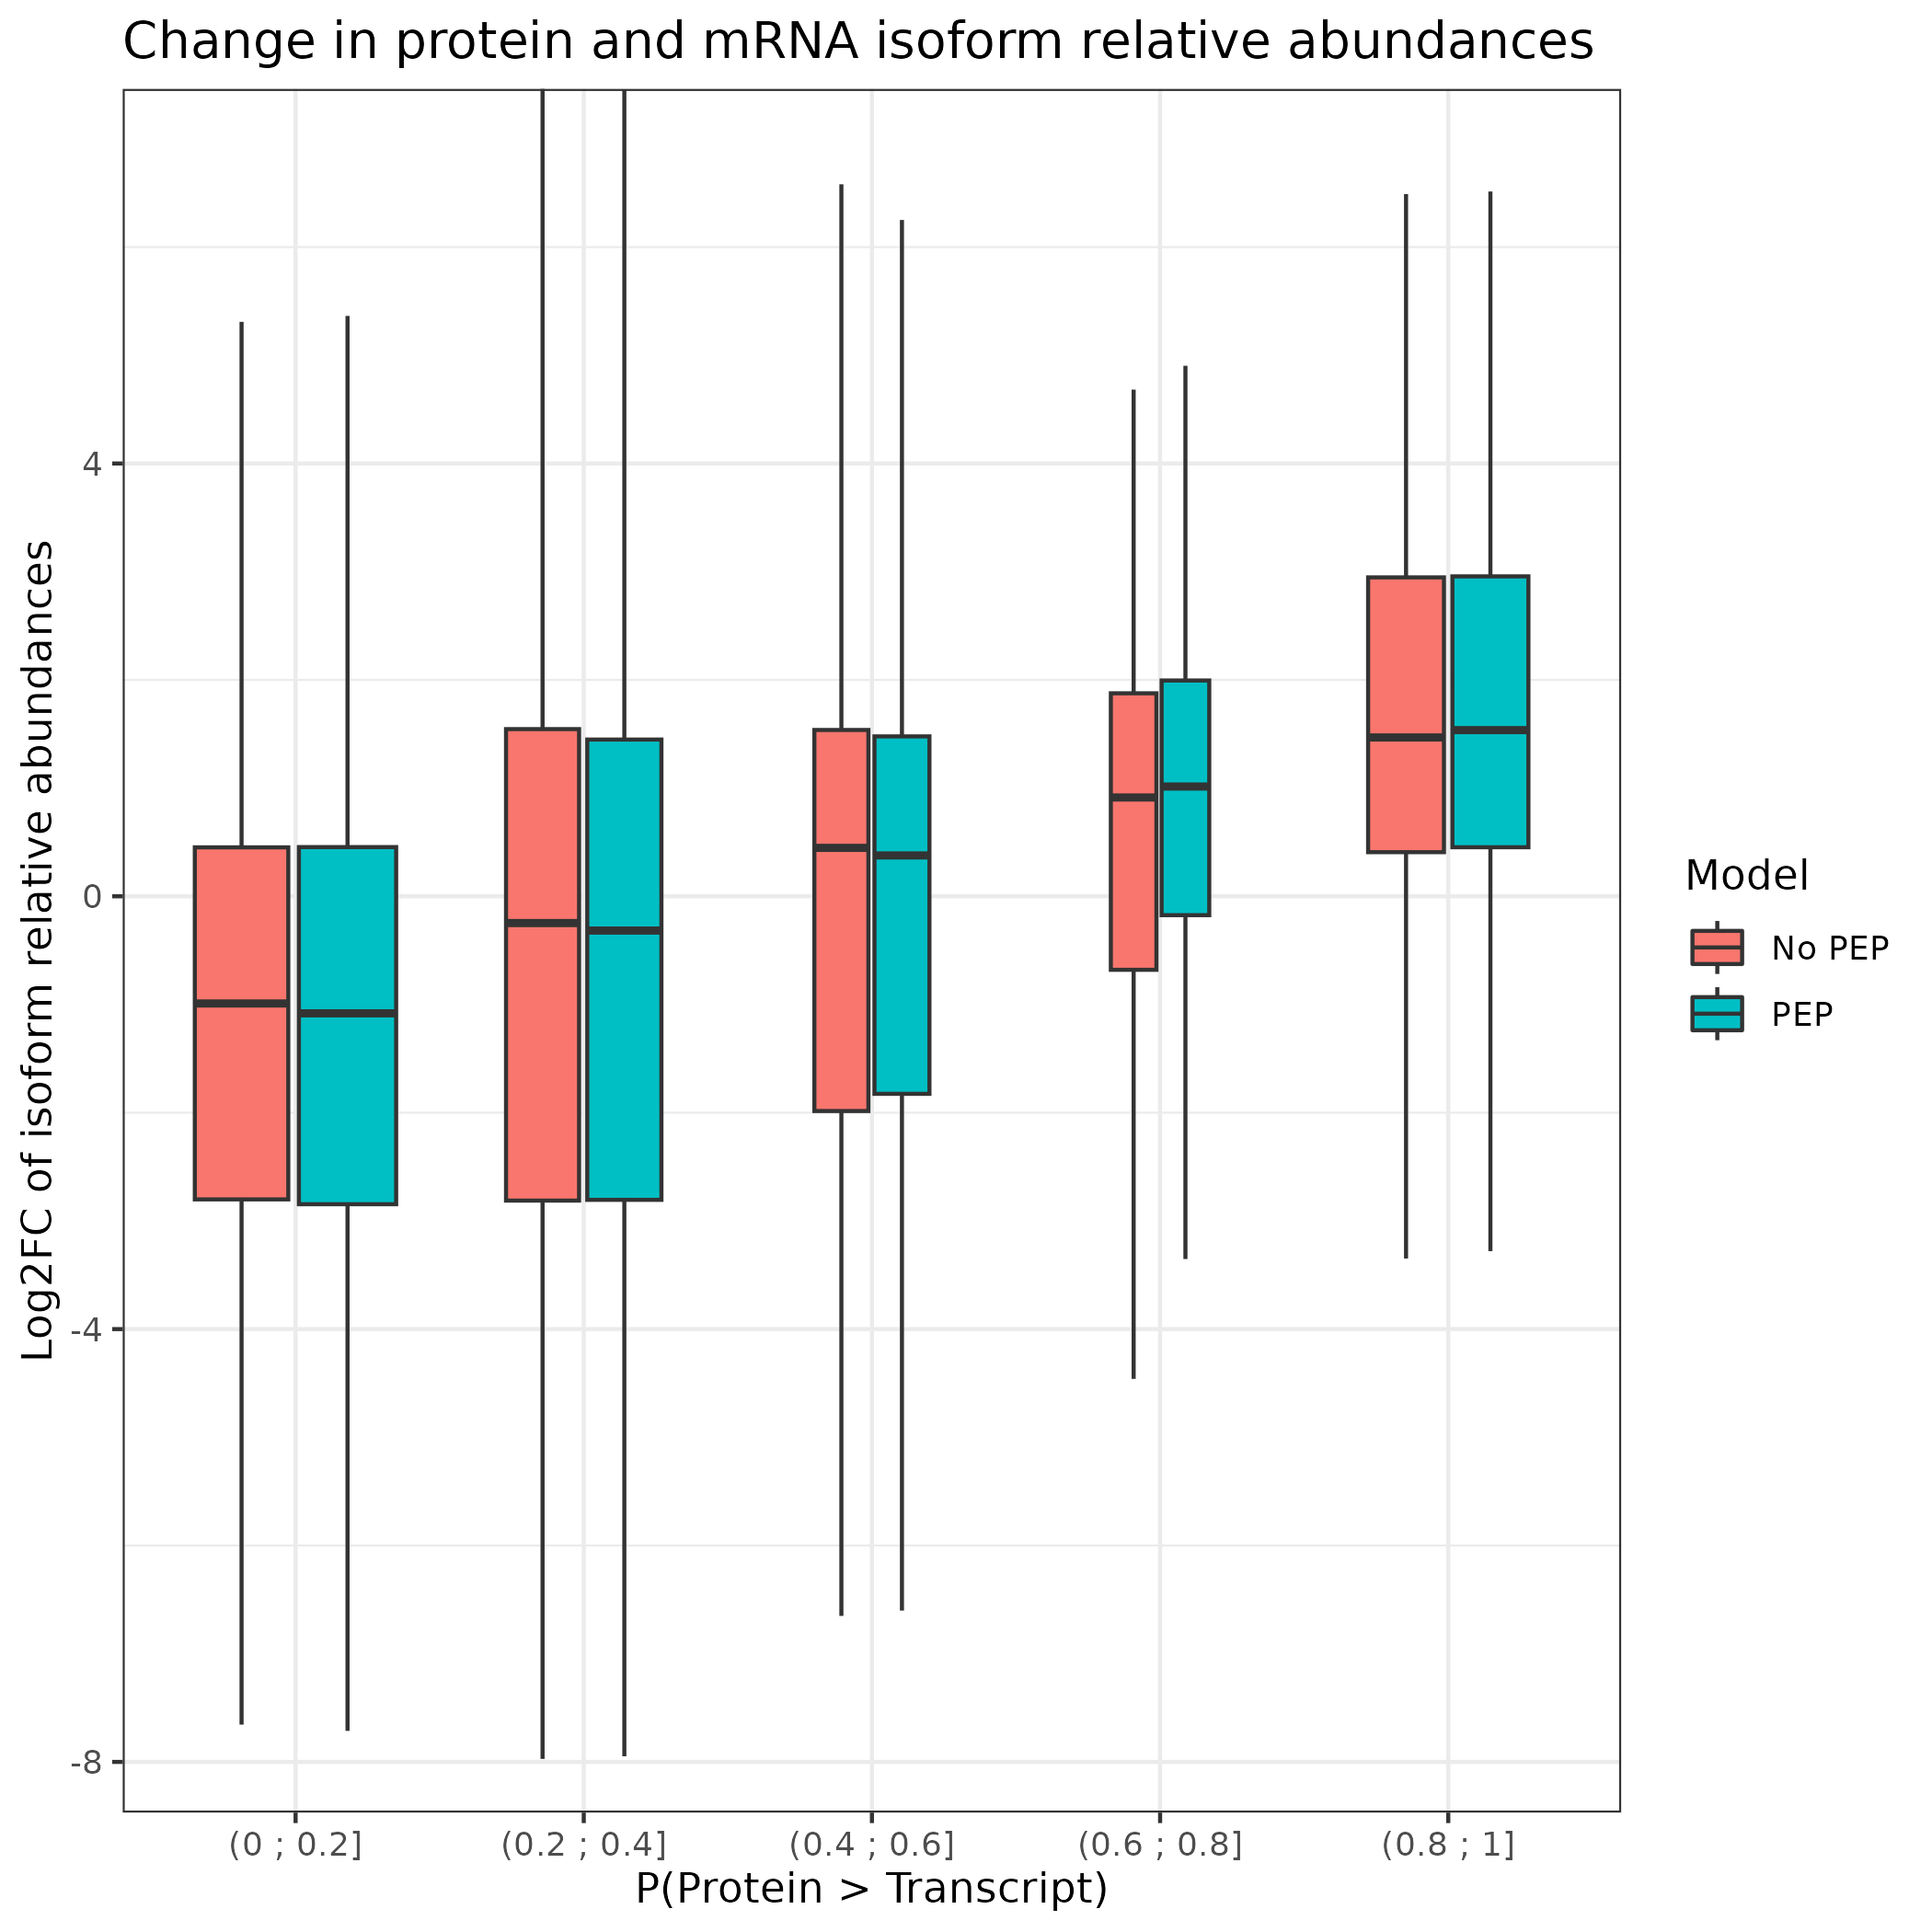 Change in protein and mRNA isoform relative abundances
Log2FC of isoform relative abundances
4
0
-4
-8
(0 ; 0.2]
(0.2 ; 0.4]
(0.4 ; 0.6]
(0.6 ; 0.8]
(0.8 ; 1]
P(Protein > Transcript)
Model
No PEP
PEP